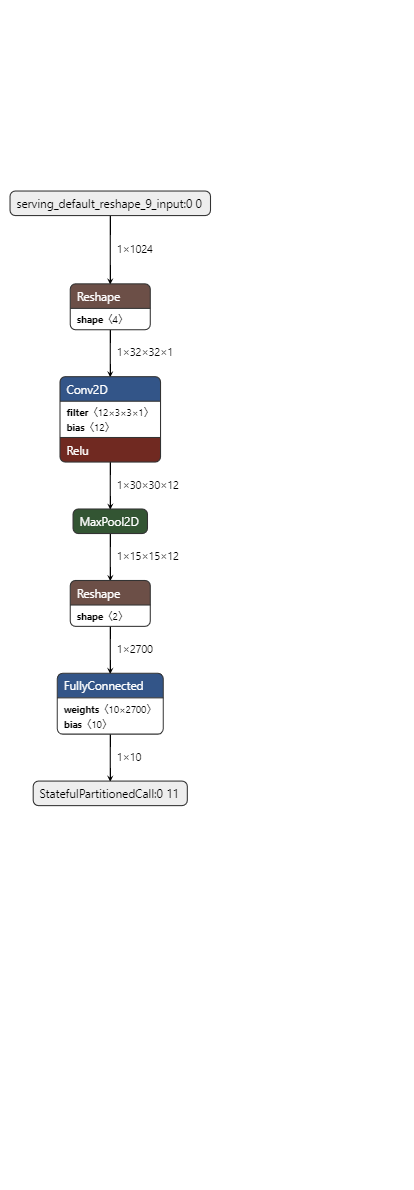 serving_default_reshape_9_input:0 0
1×1024
Reshape
shape 〈4〉
1×32×32×1
Conv2D
filter 〈12×3×3×1〉
bias 〈12〉
Relu
1×30×30×12
MaxPool2D
1×15×15×12
Reshape
shape 〈2〉
1×2700
FullyConnected
weights 〈10×2700〉
bias 〈10〉
1×10
StatefulPartitionedCall:0 11